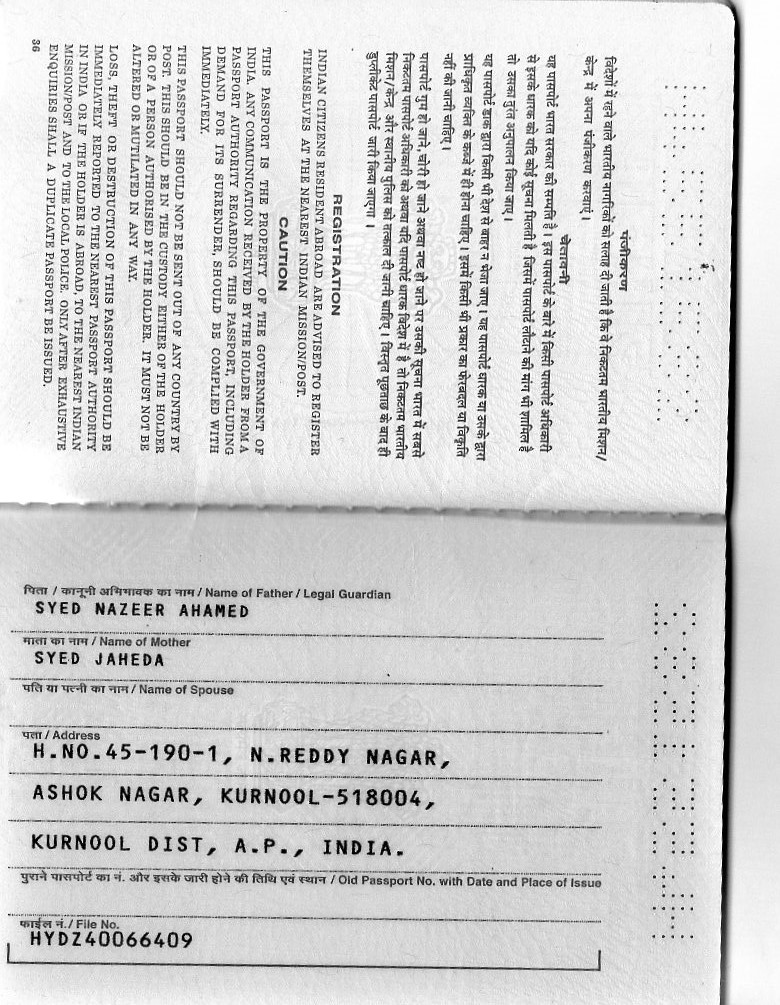 पंजीकरण
विदेशों में रहने वाले भारतीय नागरिकों को सलाह दी जाती है कि वे निकटतम भारतीय मिशन/
केन्द्र में अपना पंजीकरण करवाएं।
चेतावनी
यह पासपोर्ट भारत सरकार की सम्पत्ति है। इस पासपोर्ट के बारे में किसी पासपोर्ट अधिकारी
से इसके धारक को यदि कोई सूचना मिलती है, जिसमें पासपोर्ट लौटाने की मांग भी शामिल है
तो उसका तुरंत अनुपालन किया जाए।
यह पासपोर्ट डाक द्वारा किसी भी देश से बाहर न भेजा जाए। यह पासपोर्ट धारक या उसके द्वारा
प्राधिकृत व्यक्ति के कब्जे में ही होना चाहिए। इसमें किसी भी प्रकार का फेरबदल या विकृति
नहीं की जानी चाहिए।
पासपोर्ट गुम हो जाने, चोरी हो जाने अथवा नष्ट हो जाने पर उसकी सूचना भारत में सबसे
निकटतम पासपोर्ट अधिकारी को अथवा यदि पासपोर्ट धारक विदेश में है तो निकटतम भारतीय
मिशन/केन्द्र और स्थानीय पुलिस को तत्काल दी जानी चाहिए। विस्तृत पूछताछ के बाद ही
डुप्लीकेट पासपोर्ट जारी किया जाएगा।
REGISTRATION
INDIAN CITIZENS RESIDENT ABROAD ARE ADVISED TO REGISTER
THEMSELVES AT THE NEAREST INDIAN MISSION/POST.
CAUTION
THIS PASSPORT IS THE PROPERTY OF THE GOVERNMENT OF
INDIA. ANY COMMUNICATION RECEIVED BY THE HOLDER FROM A
PASSPORT AUTHORITY REGARDING THIS PASSPORT, INCLUDING
DEMAND FOR ITS SURRENDER, SHOULD BE COMPLIED WITH
IMMEDIATELY.
THIS PASSPORT SHOULD NOT BE SENT OUT OF ANY COUNTRY BY
POST. THIS SHOULD BE IN THE CUSTODY EITHER OF THE HOLDER
OR OF A PERSON AUTHORISED BY THE HOLDER. IT MUST NOT BE
ALTERED OR MUTILATED IN ANY WAY.
LOSS, THEFT OR DESTRUCTION OF THIS PASSPORT SHOULD BE
IMMEDIATELY REPORTED TO THE NEAREST PASSPORT AUTHORITY
IN INDIA OR IF THE HOLDER IS ABROAD, TO THE NEAREST INDIAN
MISSION/POST AND TO THE LOCAL POLICE. ONLY AFTER EXHAUSTIVE
ENQUIRIES SHALL A DUPLICATE PASSPORT BE ISSUED.
36
पिता / कानूनी अभिभावक का नाम / Name of Father / Legal Guardian
SYED NAZEER AHAMED
माता का नाम / Name of Mother
SYED JAHEDA
पति या पत्नी का नाम / Name of Spouse
पता / Address
H.NO.45-190-1, N.REDDY NAGAR,
ASHOK NAGAR, KURNOOL-518004,
KURNOOL DIST, A.P., INDIA.
पुराने पासपोर्ट का नं. और इसके जारी होने की तिथि एवं स्थान / Old Passport No. with Date and Place of Issue
फाईल नं. / File No.
HYDZ40066409